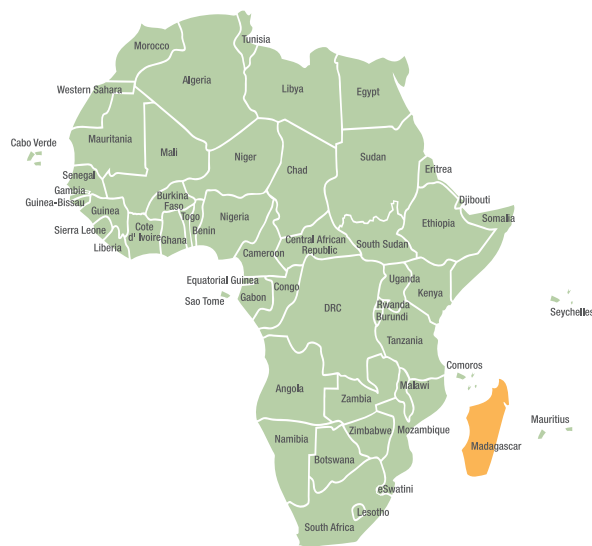 Tunisia
Morocco
Algeria
Libya
Egypt
Western Sahara
Mauritania
Cabo Verde
Mali
Niger
Chad
Sudan
Eritrea
Senegal
Gambia
Guinea-Bissau
Guinea
Burkina
Faso
Togo
Benin
Nigeria
Djibouti
Somalia
Ethiopia
Sierra Leone
Liberia
Cote
d' Ivoire
Ghana
Cameroon
Central African
Republic
South Sudan
Equatorial Guinea
Sao Tome
Gabon
Congo
DRC
Uganda
Kenya
Rwanda
Burundi
Tanzania
Seychelles
Comoros
Angola
Zambia
Malawi
Mozambique
Mauritius
Madagascar
Namibia
Zimbabwe
Botswana
eSwatini
Lesotho
South Africa